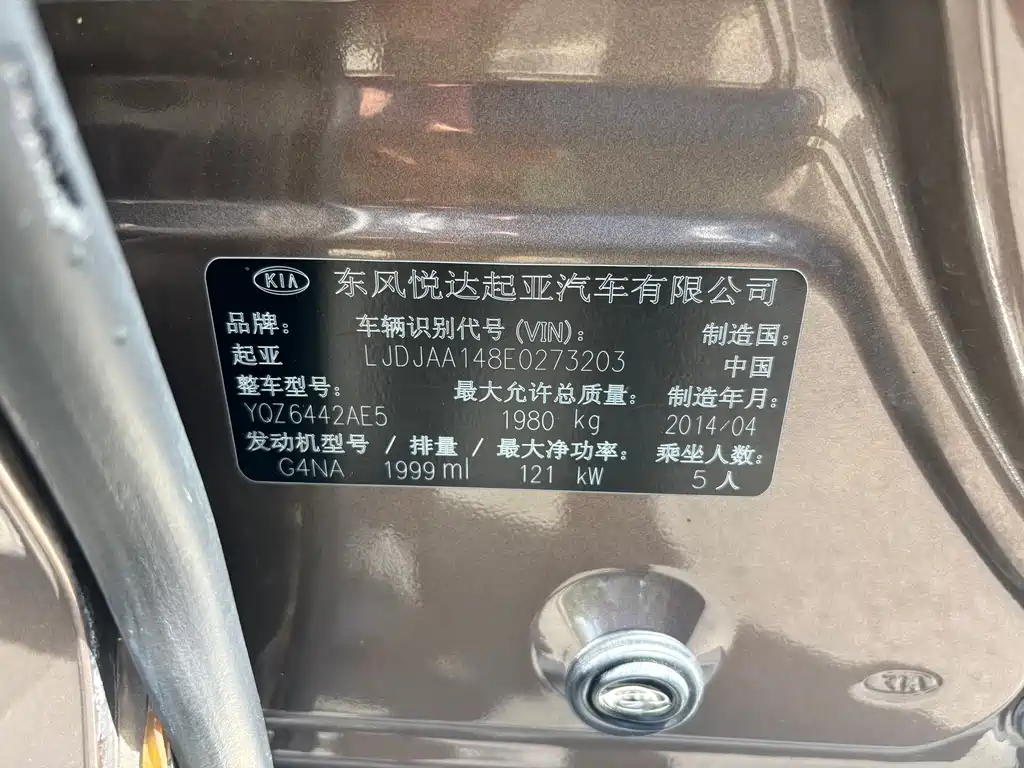 KIA 东风悦达起亚汽车有限公司
品牌: 车辆识别代号 (VIN): 制造国:
起亚 LJDJAA148E0273203 中国
整车型号: 最大允许总质量: 制造年月:
YQZ6442AE5 1980 kg 2014/04
发动机型号 / 排量 / 最大净功率: 乘坐人数:
G4NA 1999 ml 121 kW 5 人
KIA